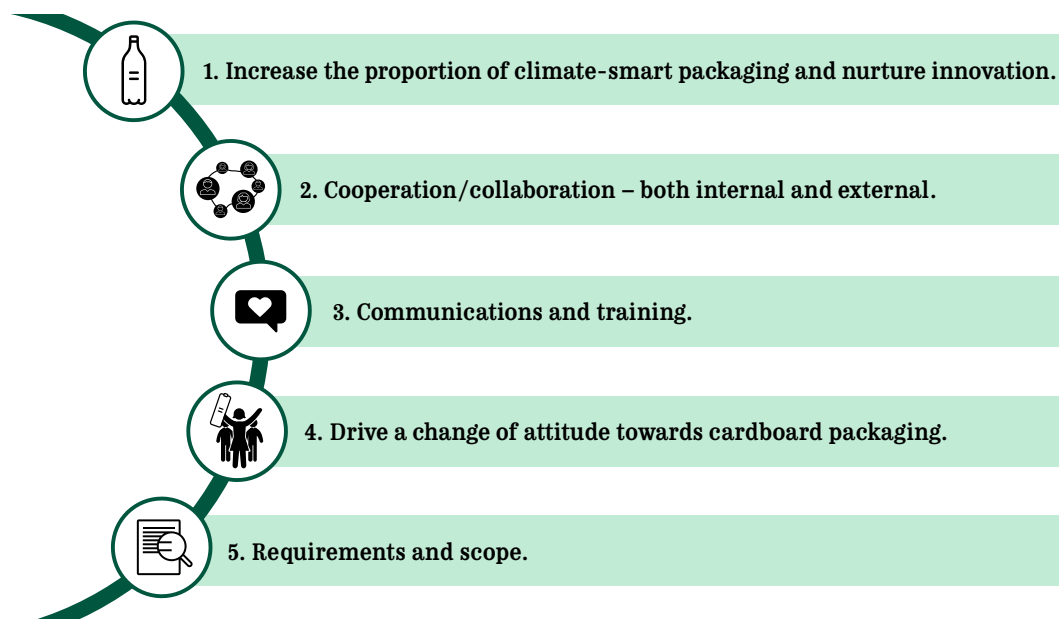 1. Increase the proportion of climate-smart packaging and nurture innovation.
2. Cooperation/collaboration – both internal and external.
3. Communications and training.
4. Drive a change of attitude towards cardboard packaging.
5. Requirements and scope.